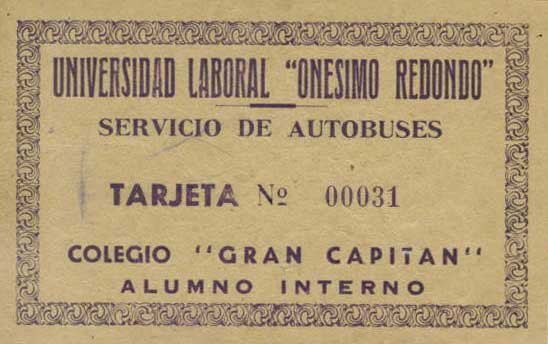 UNIVERSIDAD LABORAL "ONESIMO REDONDO"
SERVICIO DE AUTOBUSES
TARJETA Nº 00031
COLEGIO "GRAN CAPITAN"
ALUMNO INTERNO